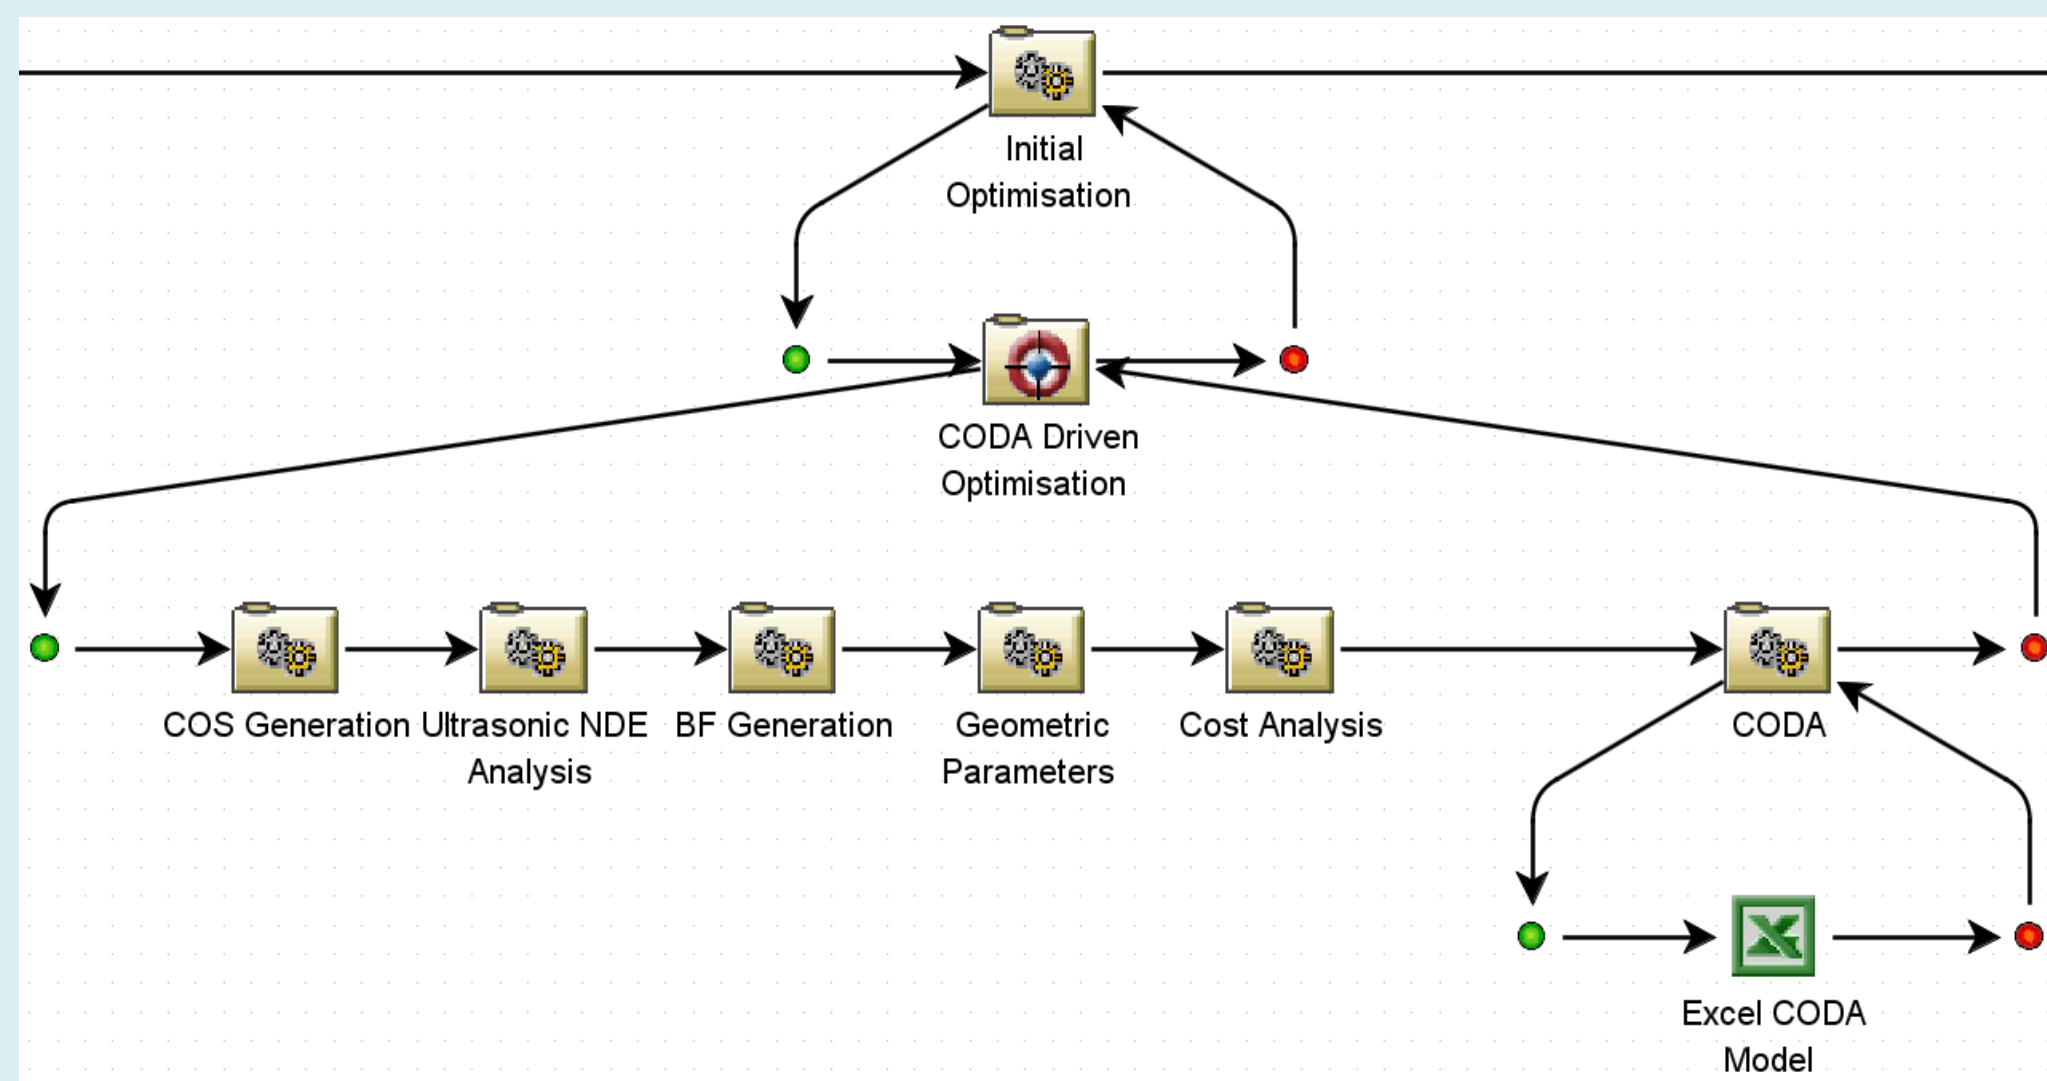 Initial
Optimisation
CODA Driven
Optimisation
COS Generation
Ultrasonic NDE
Analysis
BF Generation
Geometric
Parameters
Cost Analysis
CODA
Excel CODA
Model